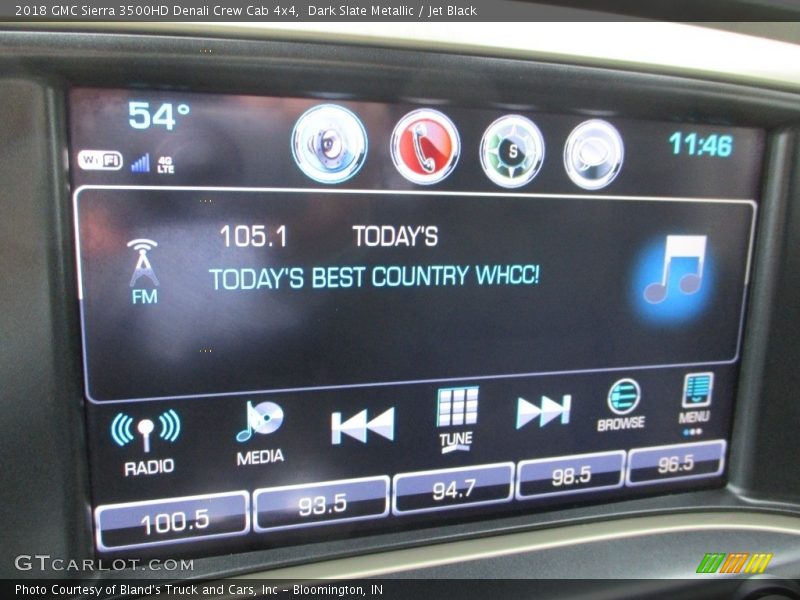 2018 GMC Sierra 3500HD Denali Crew Cab 4x4, Dark Slate Metallic / Jet Black
54°
11:46
WiFi 4G LTE
S
105.1 TODAY'S
TODAY'S BEST COUNTRY WHCC!
FM
RADIO MEDIA TUNE BROWSE MENU
100.5 93.5 94.7 98.5 96.5
GTCARLOT.COM
Photo Courtesy of Bland's Truck and Cars, Inc - Bloomington, IN